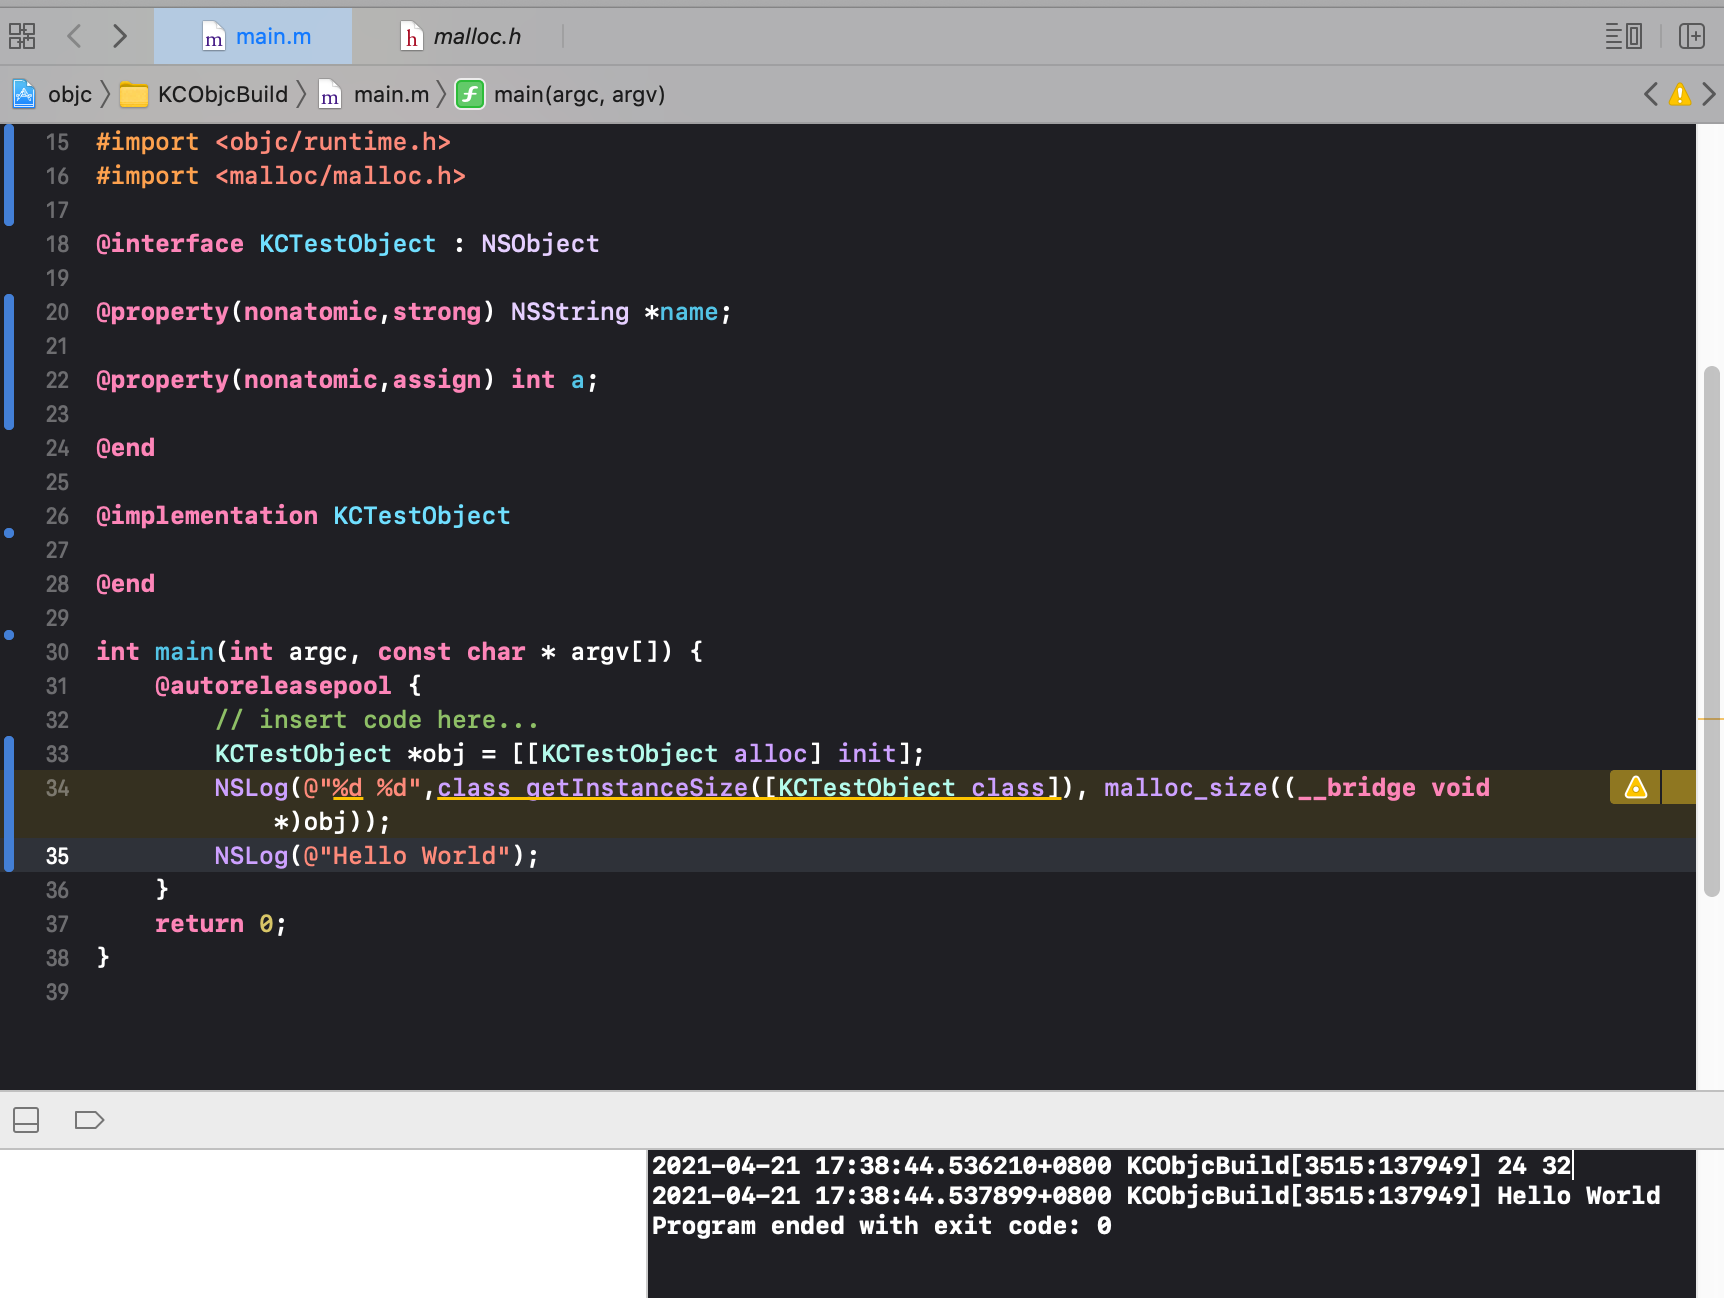 main.m malloc.h
objc KCObjcBuild main.m main(argc, argv)
15 #import <objc/runtime.h>
16 #import <malloc/malloc.h>
17
18 @interface KCTestObject : NSObject
19
20 @property(nonatomic,strong) NSString *name;
21
22 @property(nonatomic,assign) int a;
23
24 @end
25
26 @implementation KCTestObject
27
28 @end
29
30 int main(int argc, const char * argv[]) {
31 @autoreleasepool {
32 // insert code here...
33 KCTestObject *obj = [[KCTestObject alloc] init];
34 NSLog(@"%d %d",class_getInstanceSize([KCTestObject class]), malloc_size((__bridge void
*)obj));
35 NSLog(@"Hello World");
36 }
37 return 0;
38 }
39
2021-04-21 17:38:44.536210+0800 KCObjcBuild[3515:137949] 24 32
2021-04-21 17:38:44.537899+0800 KCObjcBuild[3515:137949] Hello World
Program ended with exit code: 0